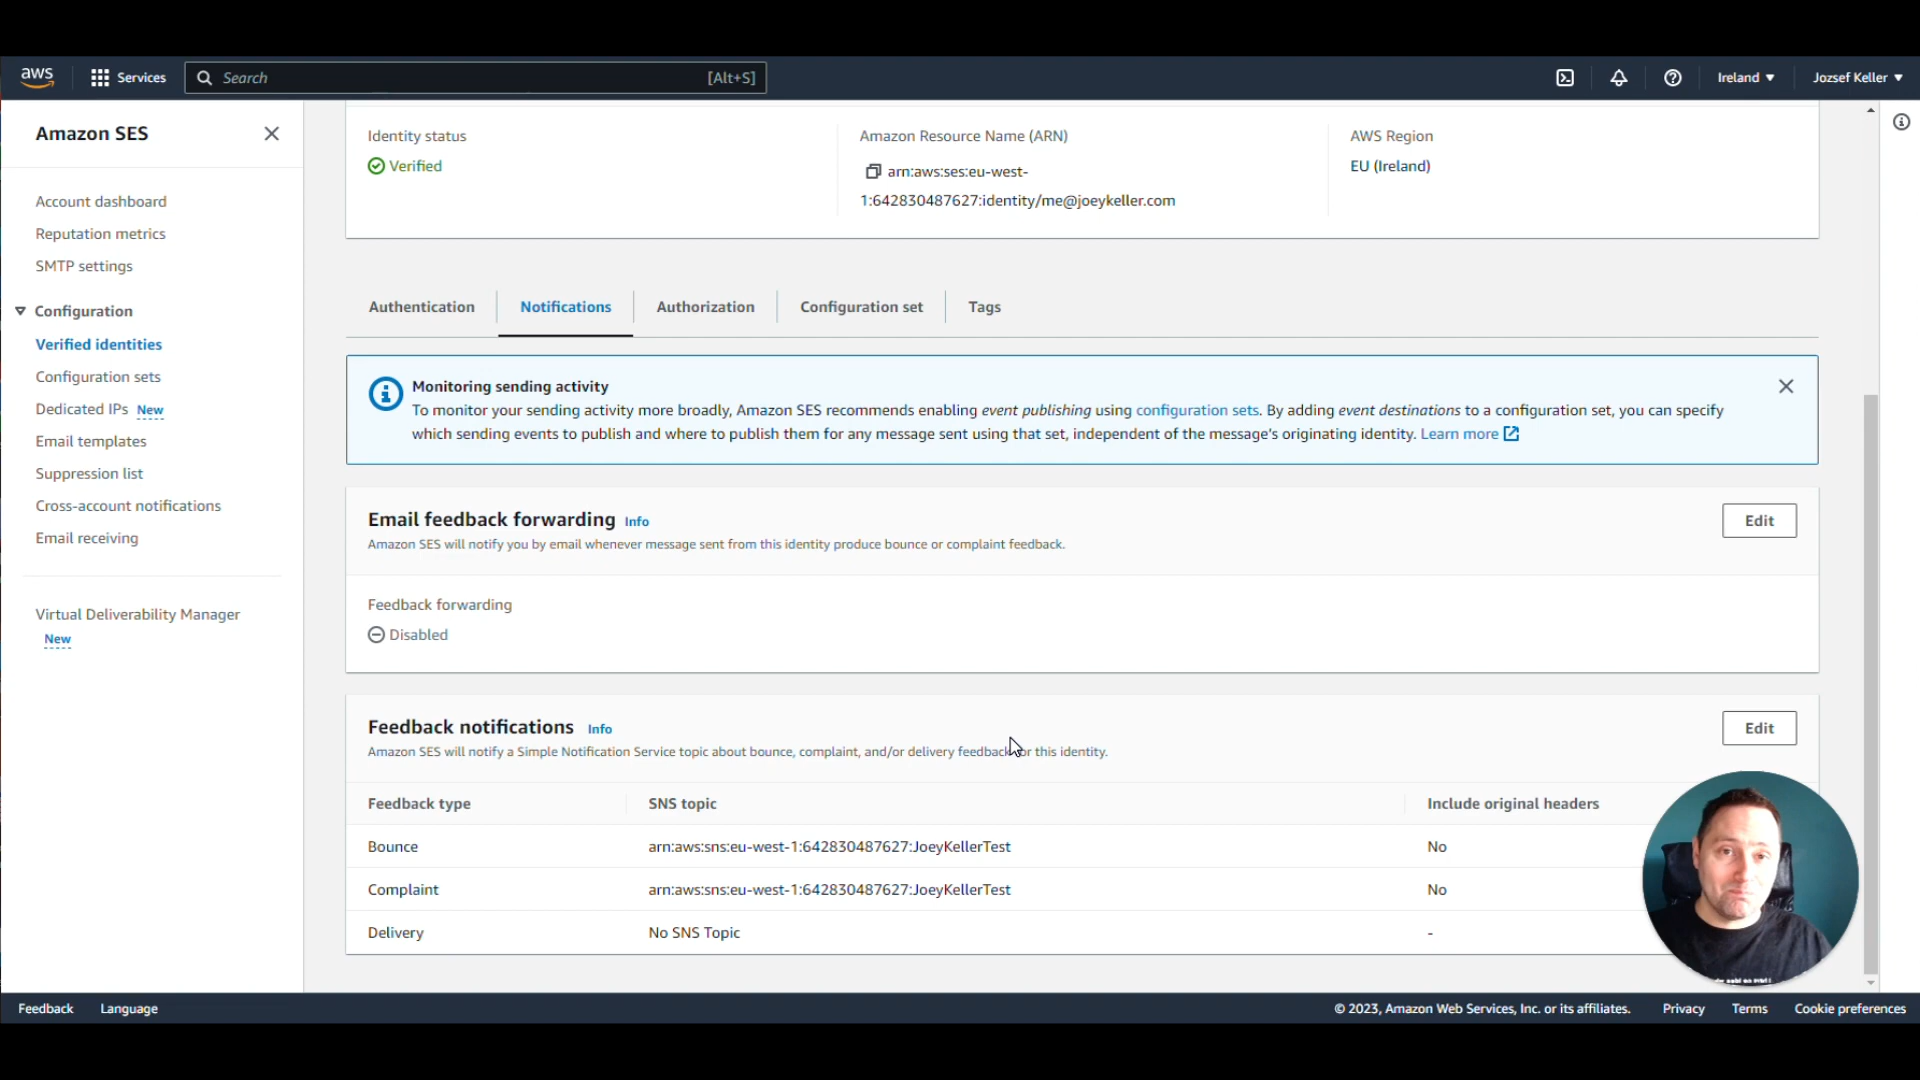 aws Services Search [Alt+S] Ireland Jozsef Keller
Amazon SES
Account dashboard
Reputation metrics
SMTP settings
Configuration
Verified identities
Configuration sets
Dedicated IPs New
Email templates
Suppression list
Cross-account notifications
Email receiving
Virtual Deliverability Manager
New
Identity status
Verified
Amazon Resource Name (ARN)
arn:aws:ses:eu-west-
1:642830487627:identity/me@joeykeller.com
AWS Region
EU (Ireland)
Authentication Notifications Authorization Configuration set Tags
Monitoring sending activity
To monitor your sending activity more broadly, Amazon SES recommends enabling event publishing using configuration sets. By adding event destinations to a configuration set, you can specify
which sending events to publish and where to publish them for any message sent using that set, independent of the message's originating identity. Learn more
Email feedback forwarding Info
Edit
Amazon SES will notify you by email whenever message sent from this identity produce bounce or complaint feedback.
Feedback forwarding
Disabled
Feedback notifications Info
Edit
Amazon SES will notify a Simple Notification Service topic about bounce, complaint, and/or delivery feedback for this identity.
Feedback type SNS topic Include original headers
Bounce arn:aws:sns:eu-west-1:642830487627:JoeyKellerTest No
Complaint arn:aws:sns:eu-west-1:642830487627:JoeyKellerTest No
Delivery No SNS Topic -
Feedback Language © 2023, Amazon Web Services, Inc. or its affiliates. Privacy Terms Cookie preferences